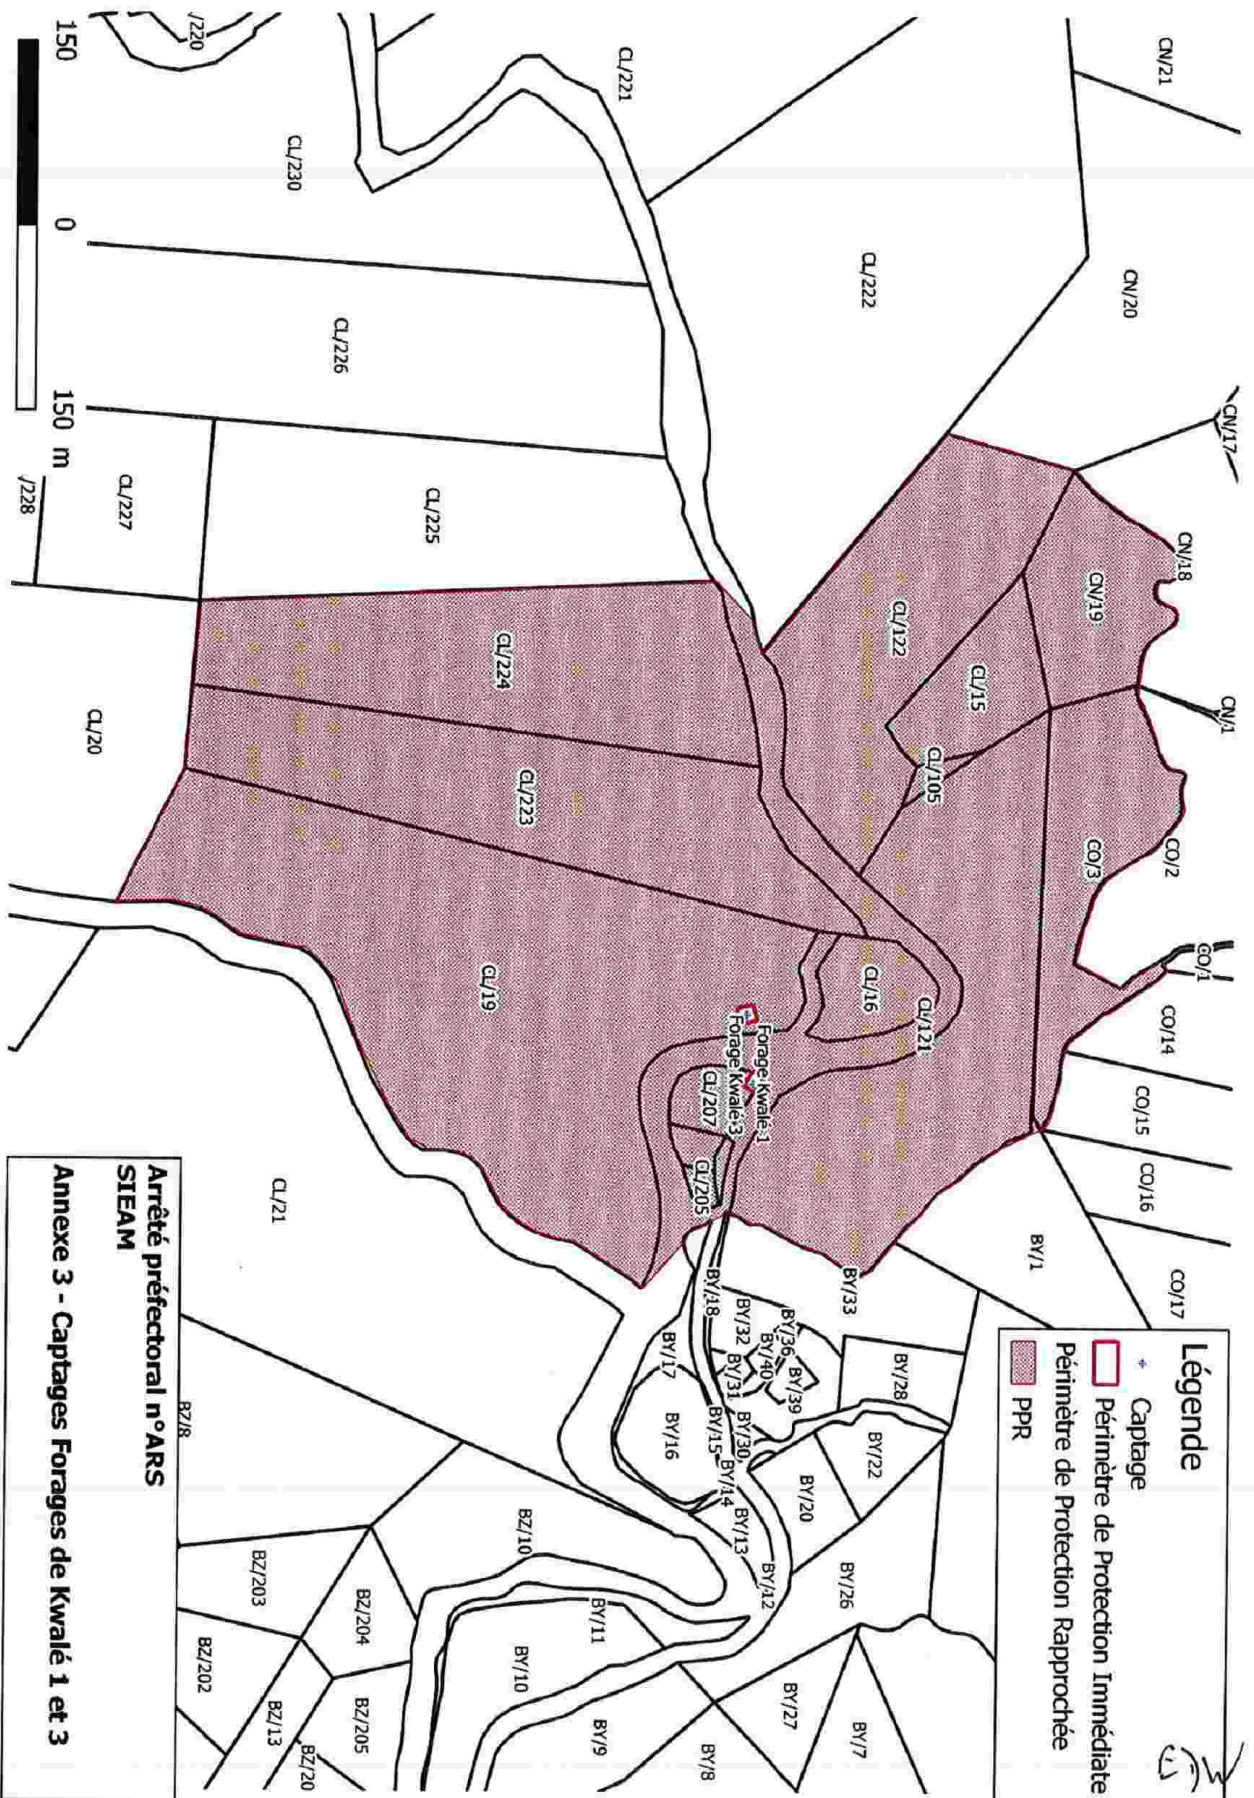 CN/21
CN/20
CN/17
CN/18
CN/19
CN/1
CO/2
CO/3
CO/1
CO/14
CO/15
CO/16
CO/17
CL/221
CL/222
/220
CL/230
CL/226
CL/225
CL/227
/228
CL/122
CL/15
CL/105
CL/224
CL/223
CL/20
CL/19
CL/16
CL/121
Forage Kwalé 1
Forage Kwalé 3
CL/207
CL/205
CL/21
BY/1
BY/33
BY/18
BY/32
BY/36
BY/40
BY/39
BY/31
BY/28
BY/17
BY/16
BY/15
BY/30
BY/14
BY/22
BY/20
BY/13
BY/12
BY/26
BY/11
BY/10
BY/9
BY/27
BY/7
BY/8
BZ/8
BZ/10
BZ/203
BZ/204
BZ/202
BZ/13
BZ/205
BZ/20
150 0 150 m
Légende
Captage
Périmètre de Protection Immédiate
Périmètre de Protection Rapprochée
PPR
Arrêté préfectoral n°ARS
SIEAM
Annexe 3 - Captages Forages de Kwalé 1 et 3